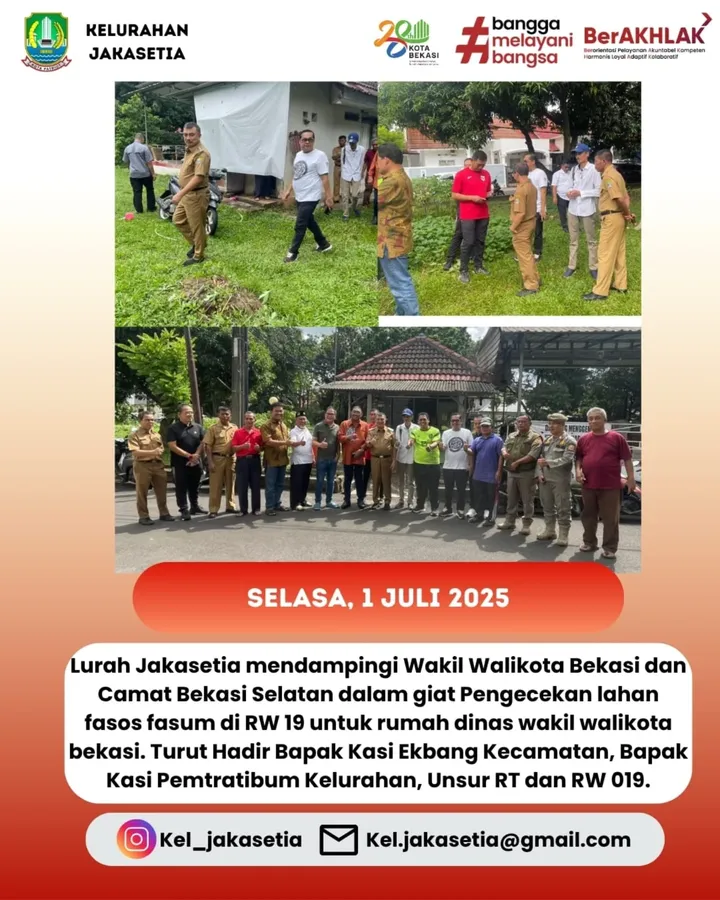 KELURAHAN
JAKASETIA
KOTA
BEKASI
#bangga
melayani
bangsa
BerAKHLAK
Berorientasi Pelayanan Akuntabel Kompeten
Harmonis Loyal Adaptif Kolaboratif
SELASA, 1 JULI 2025
Lurah Jakasetia mendampingi Wakil Walikota Bekasi dan
Camat Bekasi Selatan dalam giat Pengecekan lahan
fasos fasum di RW 19 untuk rumah dinas wakil walikota
bekasi. Turut Hadir Bapak Kasi Ekbang Kecamatan, Bapak
Kasi Pemtratibum Kelurahan, Unsur RT dan RW 019.
Kel_jakasetia
Kel.jakasetia@gmail.com